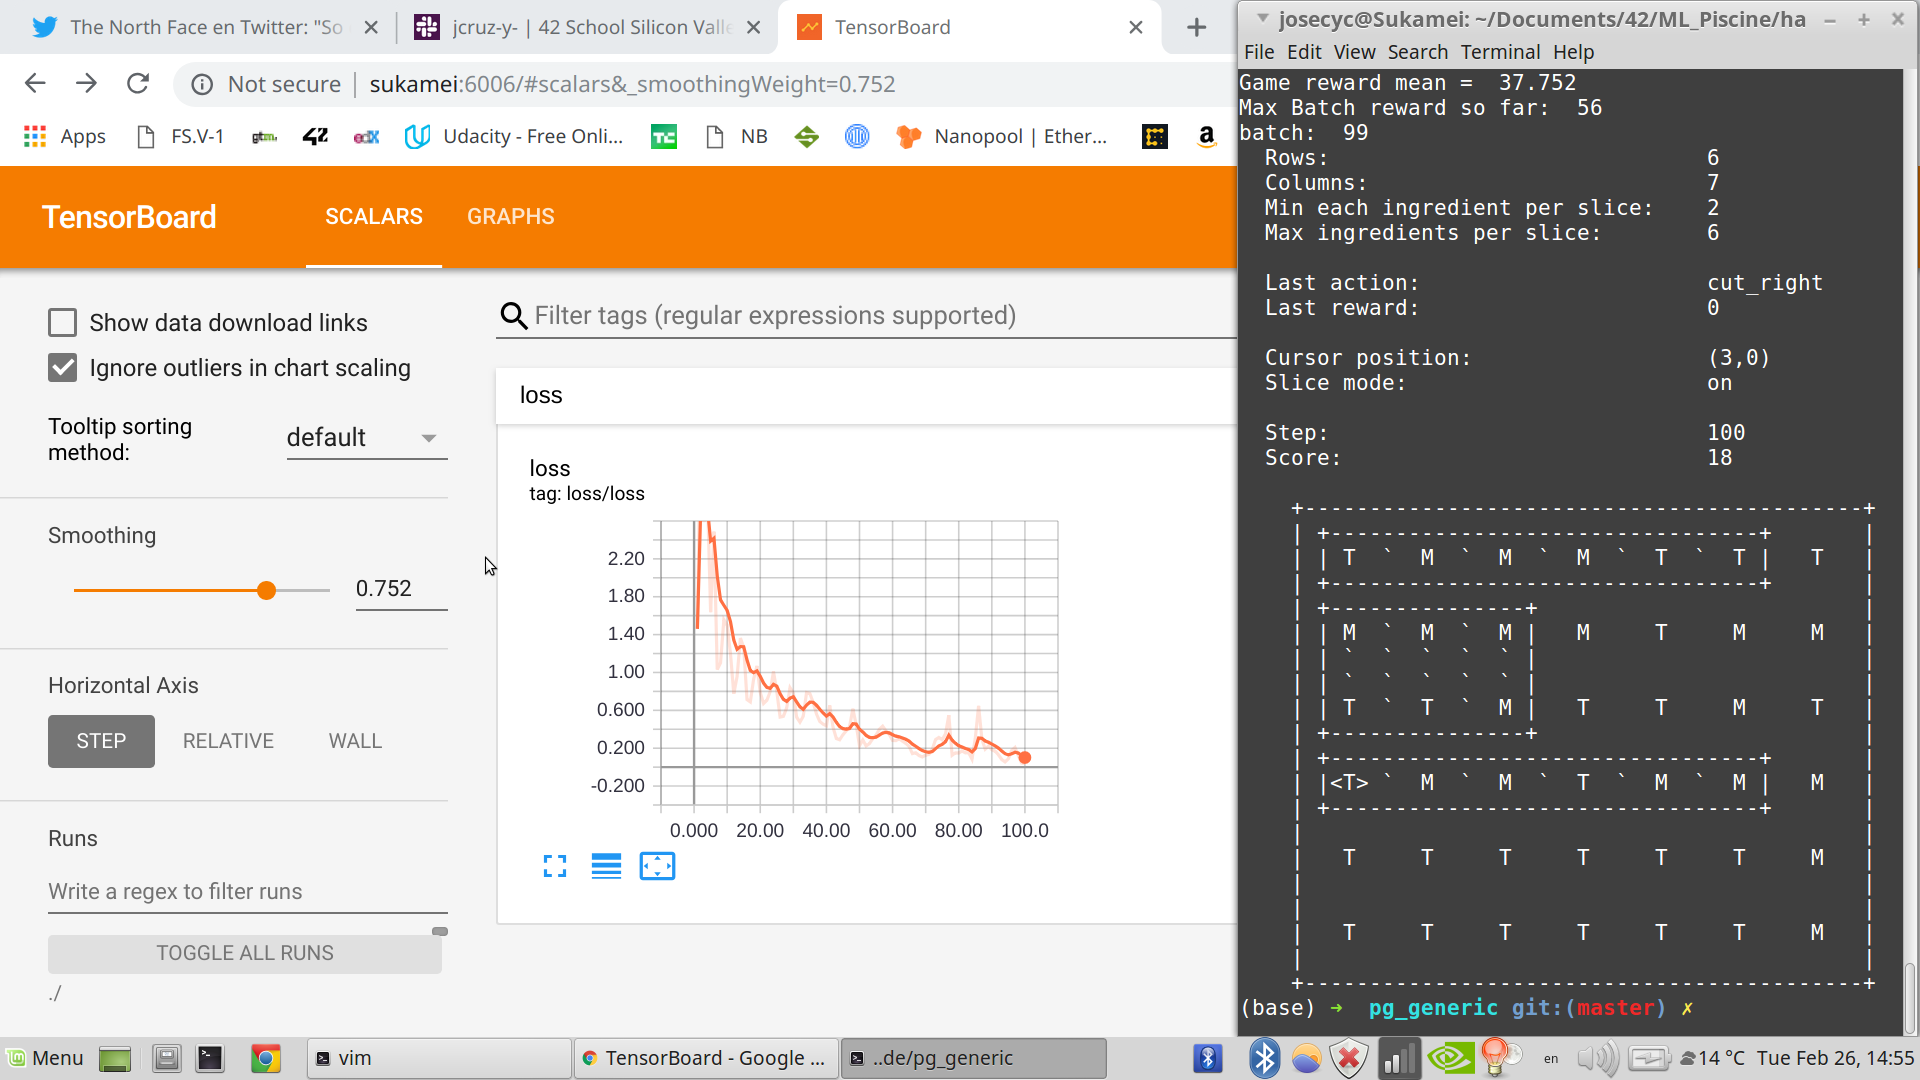 The North Face en Twitter: "So
jcruz-y- | 42 School Silicon Valle
TensorBoard
Not secure | sukamei:6006/#scalars&_smoothingWeight=0.752
Apps
FS.V-1
gtm
42
edX
Udacity - Free Onli...
TC
NB
Nanopool | Ether...
TensorBoard
SCALARS
GRAPHS
Show data download links
Ignore outliers in chart scaling
Tooltip sorting
method:
default
Smoothing
0.752
Horizontal Axis
STEP
RELATIVE
WALL
Runs
Write a regex to filter runs
TOGGLE ALL RUNS
./
Filter tags (regular expressions supported)
loss
loss
tag: loss/loss
2.20
1.80
1.40
1.00
0.600
0.200
-0.200
0.000 20.00 40.00 60.00 80.00 100.0
josecyc@Sukamei: ~/Documents/42/ML_Piscine/ha
File Edit View Search Terminal Help
Game reward mean =  37.752
Max Batch reward so far:  56
batch:  99
Rows: 6
Columns: 7
Min each ingredient per slice: 2
Max ingredients per slice: 6
Last action: cut_right
Last reward: 0
Cursor position: (3,0)
Slice mode: on
Step: 100
Score: 18
+-------------------------------------------+
| +----------------------------------+ |
| | T ` M ` M ` M ` T ` T | T |
| +----------------------------------+ |
| +---------------+ |
| | M ` M ` M | M T M M |
| | ` ` ` ` ` | |
| | ` ` ` ` ` | |
| | T ` T ` M | T T M T |
| +---------------+ |
| +----------------------------------+ |
| |<T> ` M ` M ` T ` M ` M | M |
| +----------------------------------+ |
| |
| T T T T T T M |
| |
| |
| T T T T T T M |
| |
+-------------------------------------------+
(base) ➜ pg_generic git:(master) ✗
Menu
vim
TensorBoard - Google ...
..de/pg_generic
en
14 °C
Tue Feb 26, 14:55